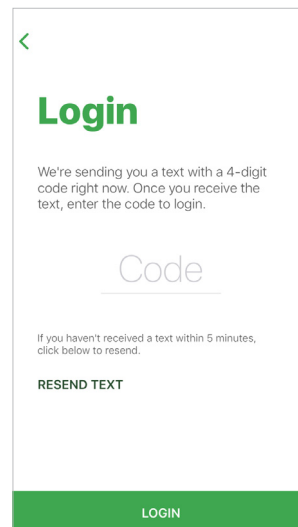 Login
We're sending you a text with a 4-digit
code right now. Once you receive the
text, enter the code to login.
Code
If you haven't received a text within 5 minutes,
click below to resend.
RESEND TEXT
LOGIN